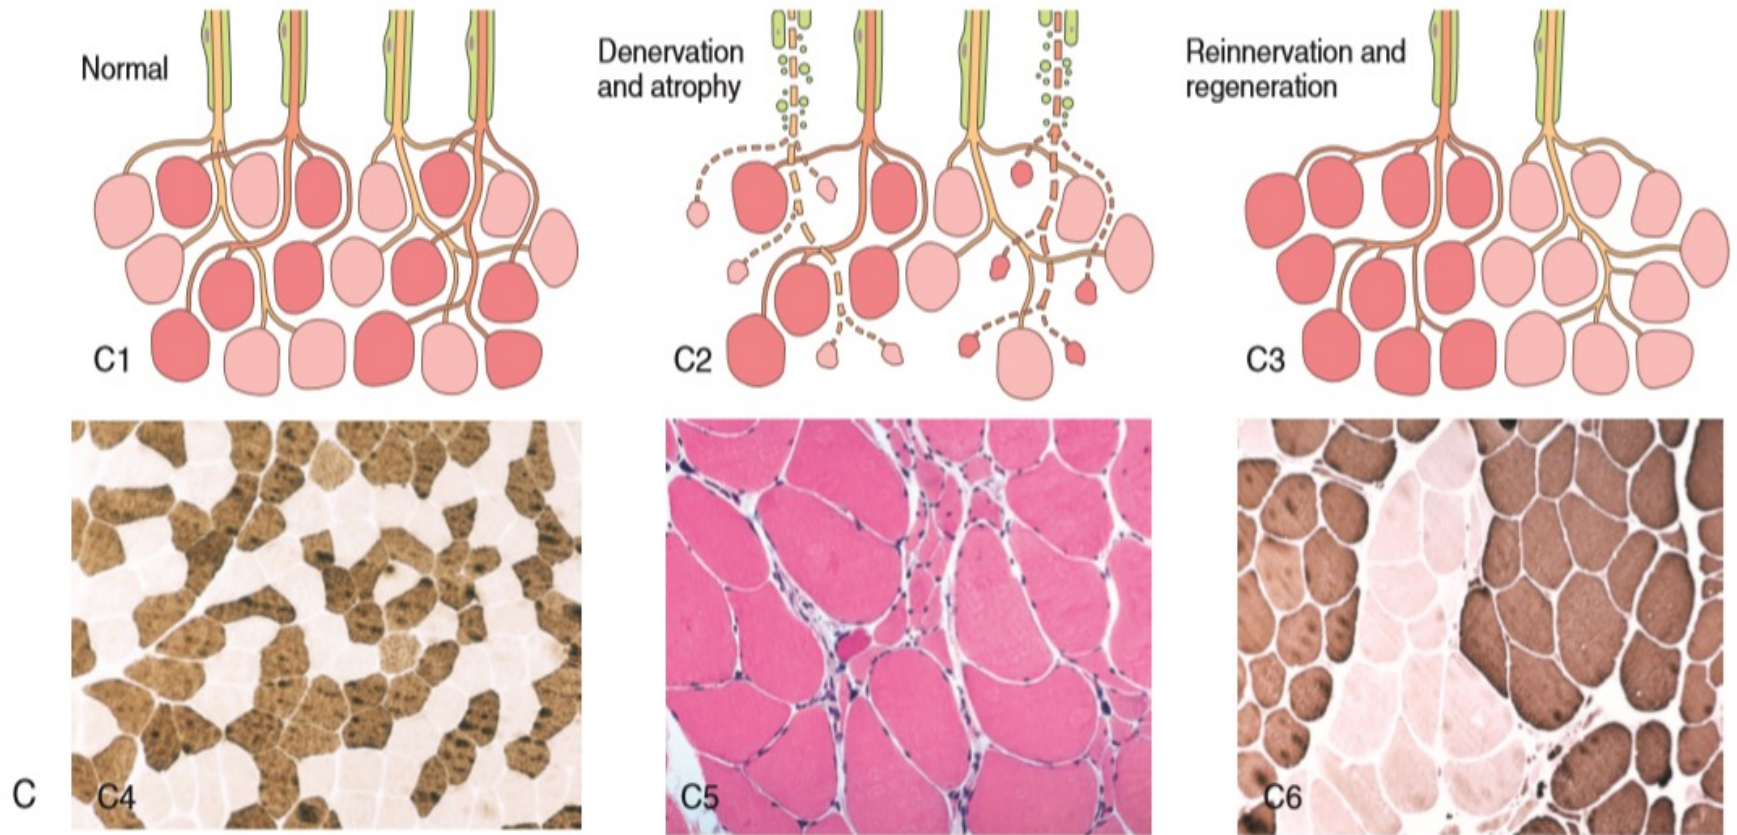 Normal
Denervation
and atrophy
Reinnervation and
regeneration
C1
C2
C3
C
C4
C5
C6